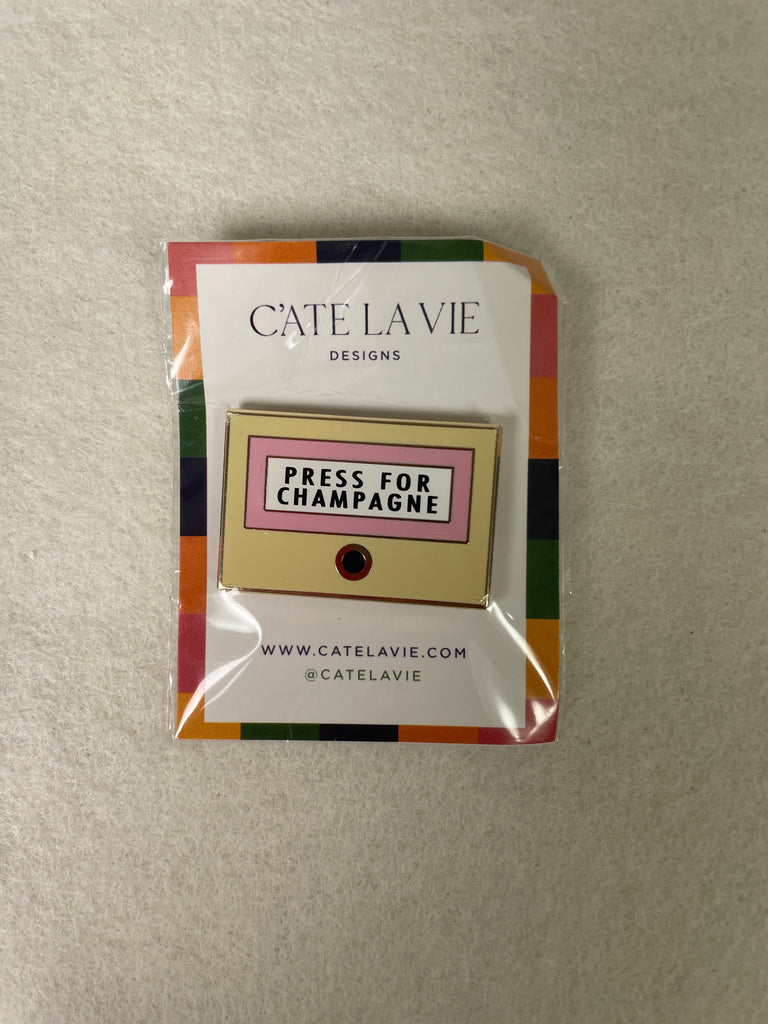 C'ATE LA VIE
DESIGNS
PRESS FOR
CHAMPAGNE
WWW.CATELAVIE.COM
@CATELAVIE